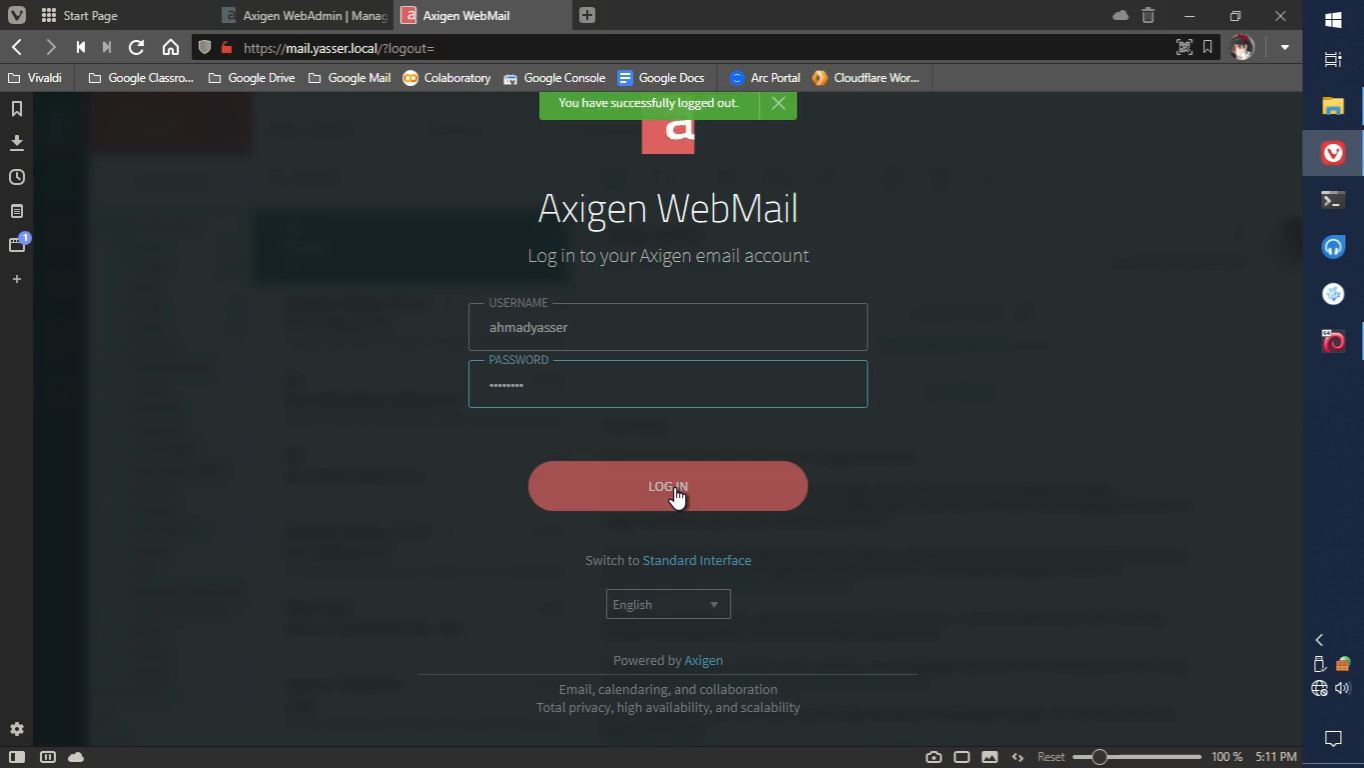 Start Page
Axigen WebAdmin | Manag
Axigen WebMail
https://mail.yasser.local/?logout=
Vivaldi
Google Classro...
Google Drive
Google Mail
Colaboratory
Google Console
Google Docs
Arc Portal
Cloudflare Wor...
You have successfully logged out.
a
Axigen WebMail
Log in to your Axigen email account
USERNAME
ahmadyasser
PASSWORD
LOG IN
Switch to Standard Interface
English
Powered by Axigen
Email, calendaring, and collaboration
Total privacy, high availability, and scalability
1
Reset
100 %
5:11 PM